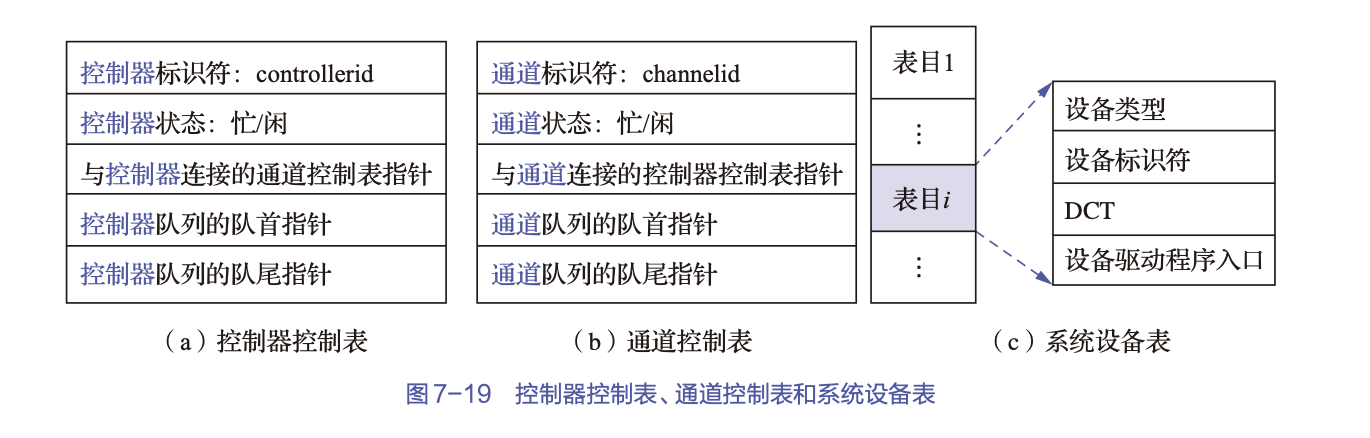 控制器标识符：controllerid
控制器状态：忙/闲
与控制器连接的通道控制表指针
控制器队列的队首指针
控制器队列的队尾指针
（a）控制器控制表
通道标识符：channelid
通道状态：忙/闲
与通道连接的控制器控制表指针
通道队列的队首指针
通道队列的队尾指针
（b）通道控制表
表目1
⋮
表目i
⋮
设备类型
设备标识符
DCT
设备驱动程序入口
（c）系统设备表
图7-19 控制器控制表、通道控制表和系统设备表